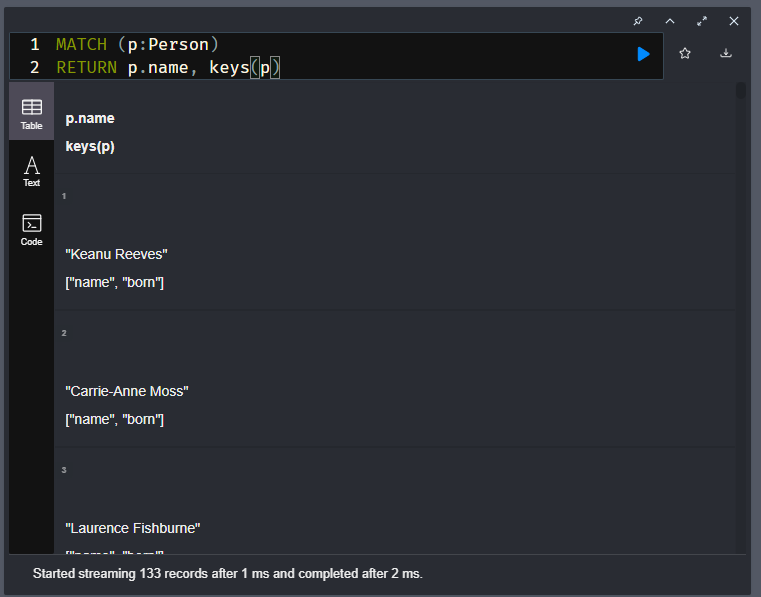 1 MATCH (p:Person)
2 RETURN p.name, keys(p)
Table
Text
Code
p.name
keys(p)
1
"Keanu Reeves"
["name", "born"]
2
"Carrie-Anne Moss"
["name", "born"]
3
"Laurence Fishburne"
["name", "born"]
Started streaming 133 records after 1 ms and completed after 2 ms.